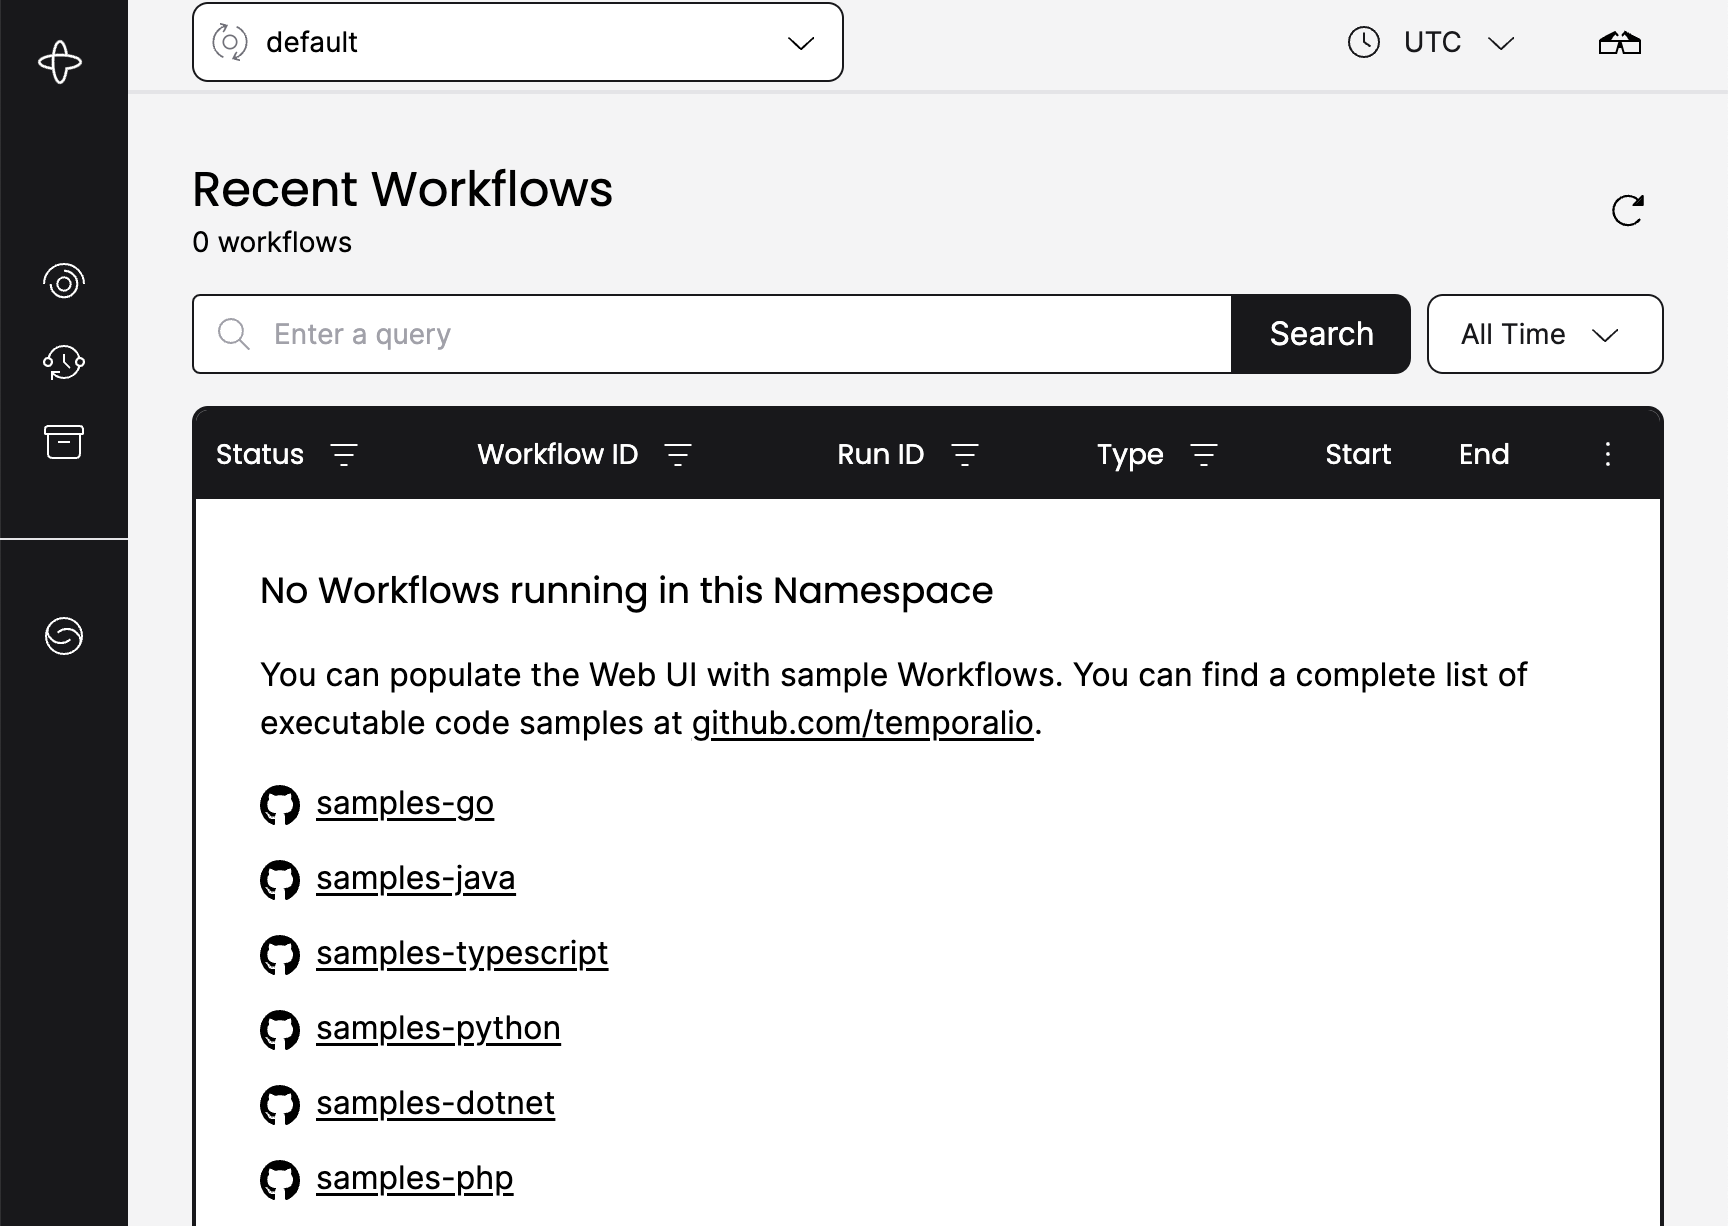 default
UTC
Recent Workflows
0 workflows
Enter a query
Search
All Time
Status
Workflow ID
Run ID
Type
Start
End
No Workflows running in this Namespace
You can populate the Web UI with sample Workflows. You can find a complete list of
executable code samples at github.com/temporalio.
samples-go
samples-java
samples-typescript
samples-python
samples-dotnet
samples-php